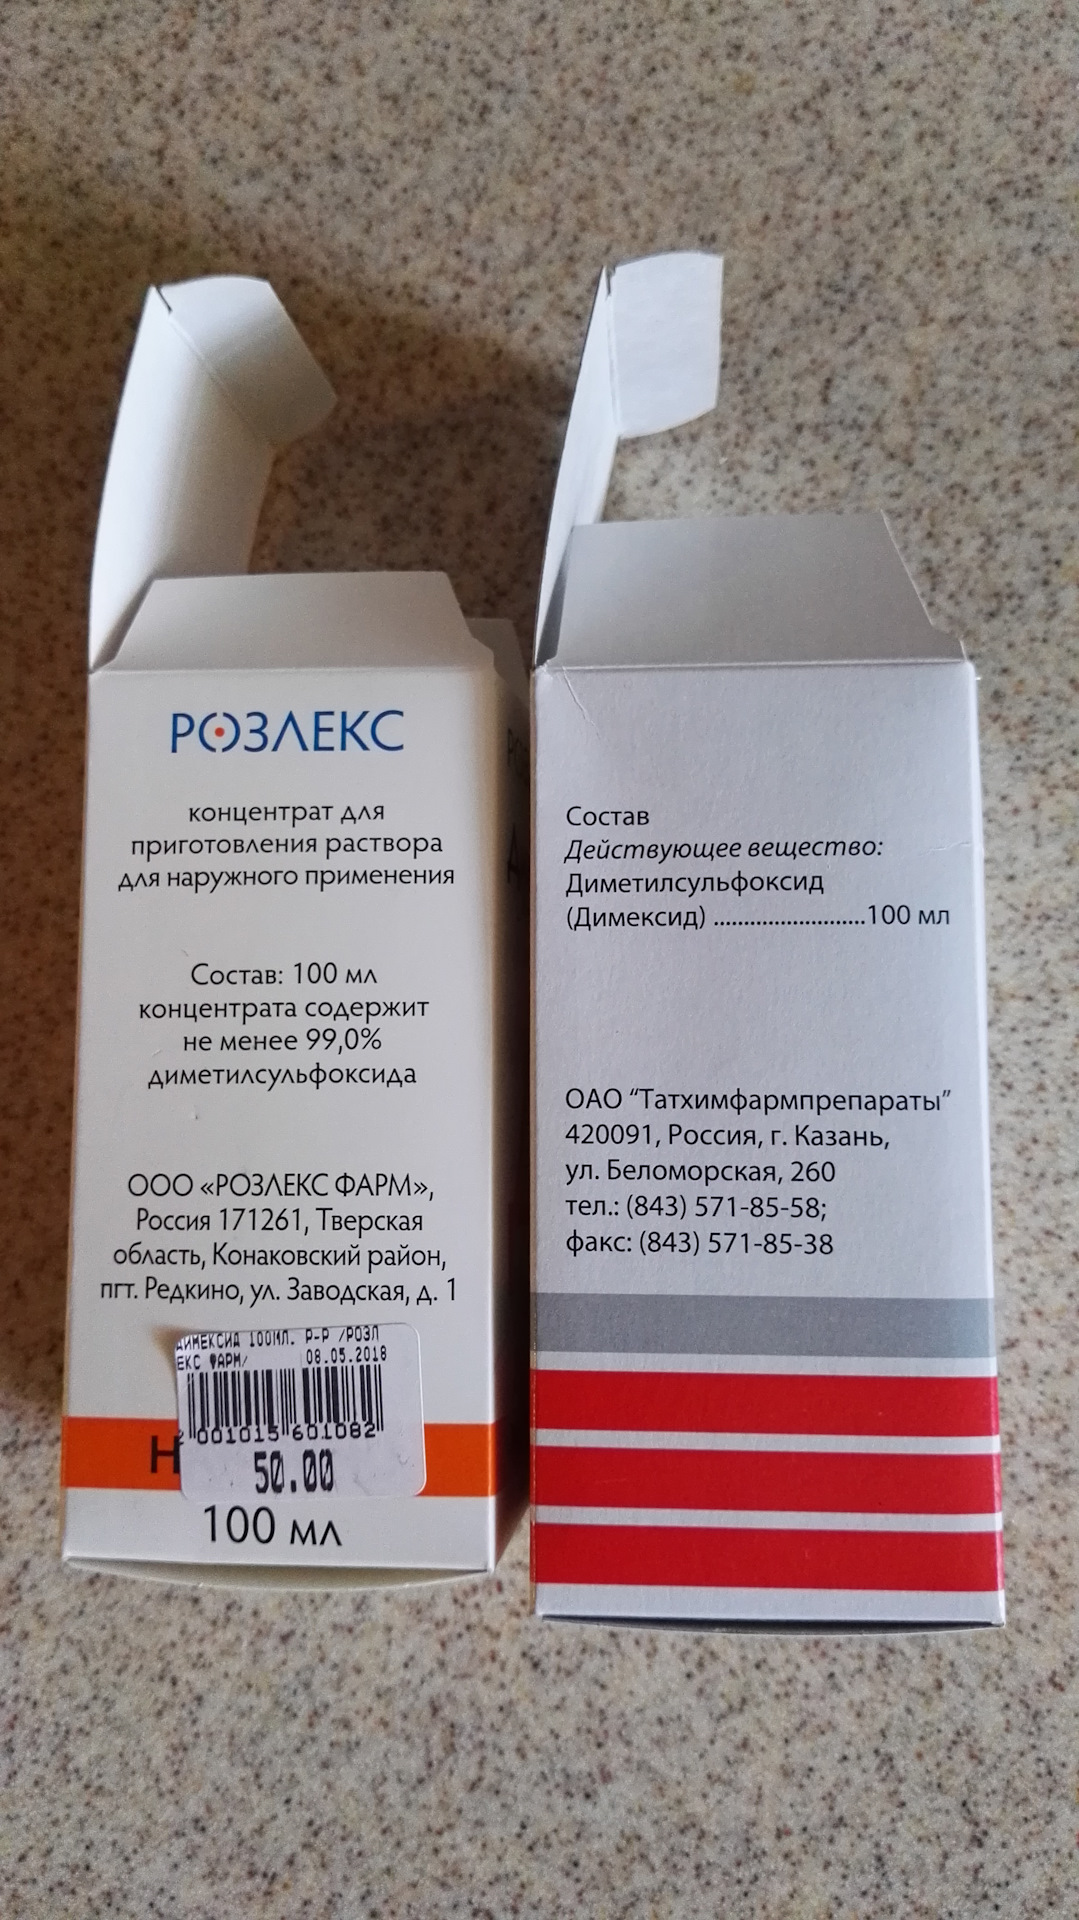 РОЗЛЕКС
концентрат для
приготовления раствора
для наружного применения
Состав: 100 мл
концентрата содержит
не менее 99,0%
диметилсульфоксида
ООО «РОЗЛЕКС ФАРМ»,
Россия 171261, Тверская
область, Конаковский район,
пгт. Редкино, ул. Заводская, д. 1
ДИМЕКСИД 100МЛ. Р-Р /РОЗЛ
ЕКС ФАРМ/ 08.05.2018
2 001015 601082
50.00
100 мл
Состав
Действующее вещество:
Диметилсульфоксид
(Димексид) .........................100 мл
ОАО “Татхимфармпрепараты”
420091, Россия, г. Казань,
ул. Беломорская, 260
тел.: (843) 571-85-58;
факс: (843) 571-85-38